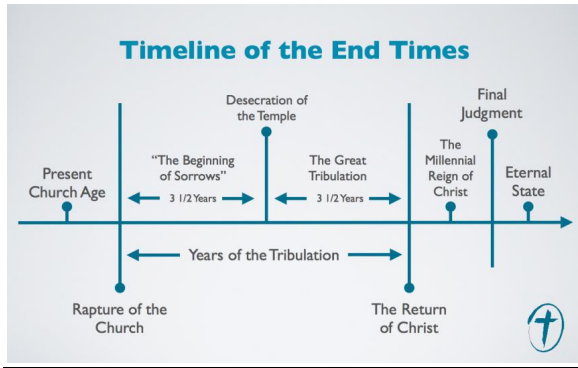 Timeline of the End Times
Present
Church Age
“The Beginning
of Sorrows”
3 1/2 Years
Desecration of
the Temple
The Great
Tribulation
3 1/2 Years
The
Millennial
Reign of
Christ
Final
Judgment
Eternal
State
Years of the Tribulation
Rapture of the
Church
The Return
of Christ